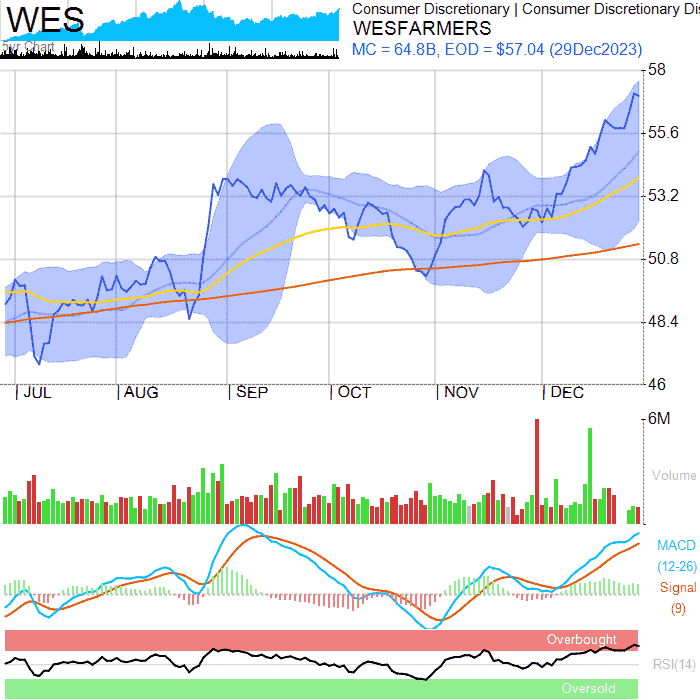 WES
Consumer Discretionary | Consumer Discretionary Dis
WESFARMERS
MC = 64.8B, EOD = $57.04 (29Dec2023)
Chart
58
55.6
53.2
50.8
48.4
46
JUL AUG SEP OCT NOV DEC
6M
Volume
MACD
(12-26)
Signal
(9)
Overbought
RSI(14)
Oversold